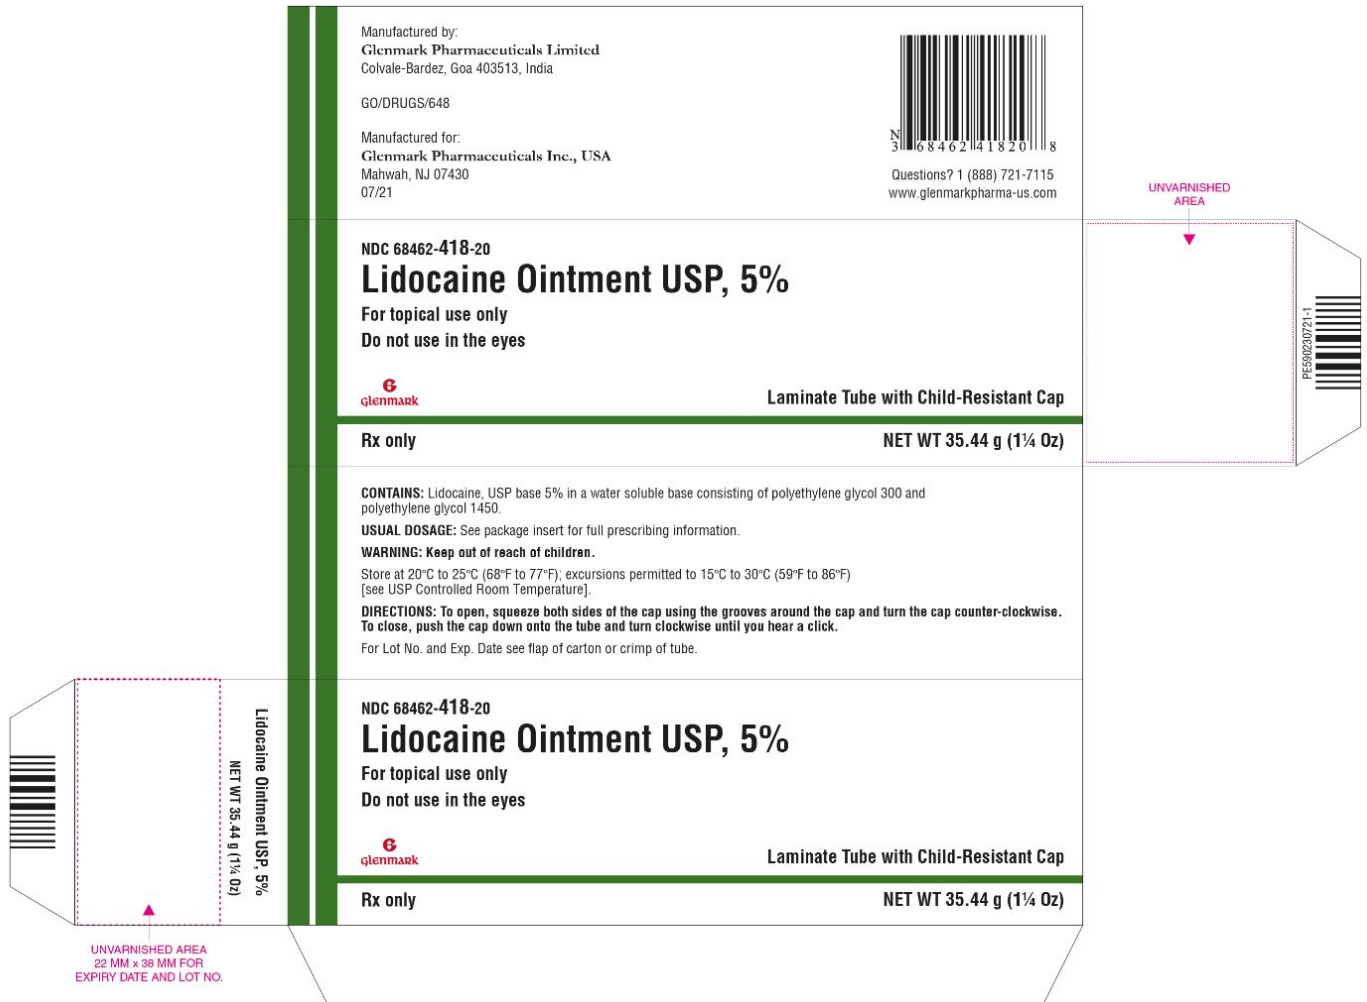 Manufactured by:
Glenmark Pharmaceuticals Limited
Colvale-Bardez, Goa 403513, India
GO/DRUGS/648
Manufactured for:
Glenmark Pharmaceuticals Inc., USA
Mahwah, NJ 07430
07/21
N
3 68462 41820 8
Questions? 1 (888) 721-7115
www.glenmarkpharma-us.com
UNVARNISHED
AREA
NDC 68462-418-20
Lidocaine Ointment USP, 5%
For topical use only
Do not use in the eyes
glenmark
Laminate Tube with Child-Resistant Cap
Rx only
NET WT 35.44 g (1¼ Oz)
PE590230721-1
CONTAINS: Lidocaine, USP base 5% in a water soluble base consisting of polyethylene glycol 300 and
polyethylene glycol 1450.
USUAL DOSAGE: See package insert for full prescribing information.
WARNING: Keep out of reach of children.
Store at 20°C to 25°C (68°F to 77°F); excursions permitted to 15°C to 30°C (59°F to 86°F)
[see USP Controlled Room Temperature].
DIRECTIONS: To open, squeeze both sides of the cap using the grooves around the cap and turn the cap counter-clockwise.
To close, push the cap down onto the tube and turn clockwise until you hear a click.
For Lot No. and Exp. Date see flap of carton or crimp of tube.
Lidocaine Ointment USP, 5%
NET WT 35.44 g (1¼ Oz)
NDC 68462-418-20
Lidocaine Ointment USP, 5%
For topical use only
Do not use in the eyes
glenmark
Laminate Tube with Child-Resistant Cap
Rx only
NET WT 35.44 g (1¼ Oz)
UNVARNISHED AREA
22 MM x 38 MM FOR
EXPIRY DATE AND LOT NO.